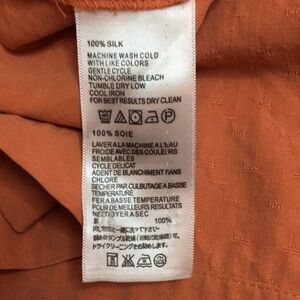 100% SILK
MACHINE WASH COLD
WITH LIKE COLORS
GENTLE CYCLE
NON-CHLORINE BLEACH
TUMBLE DRY LOW
COOL IRON
FOR BEST RESULTS DRY CLEAN
100% SOIE
LAVER A LA MACHINE A L'EAU
FROIDE AVEC DES COULEURS
SEMBLABLES
CYCLE DELICAT
AGENT DE BLANCHIMENT FANS
CHLORE
SECHER PAR CULBUTAGE A BASSE
TEMPERATURE
FER A BASSE TEMPERATURE
POUR DE MEILLEURS RESULTATS
NETTOYER A SEC
100%